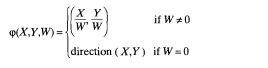 φ(X,Y,W) = { (X/W, Y/W) if W ≠ 0
direction (X,Y) if W = 0